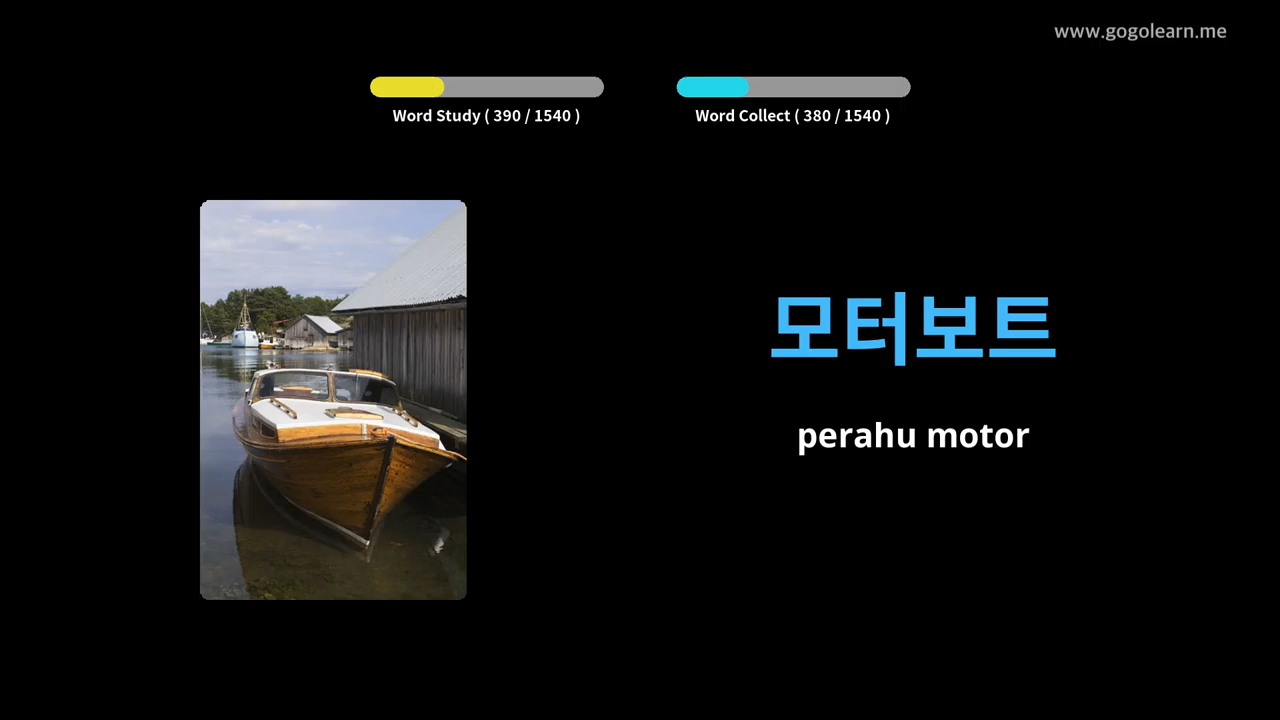 www.gogolearn.me
Word Study ( 390 / 1540 )
Word Collect ( 380 / 1540 )
모터보트
perahu motor